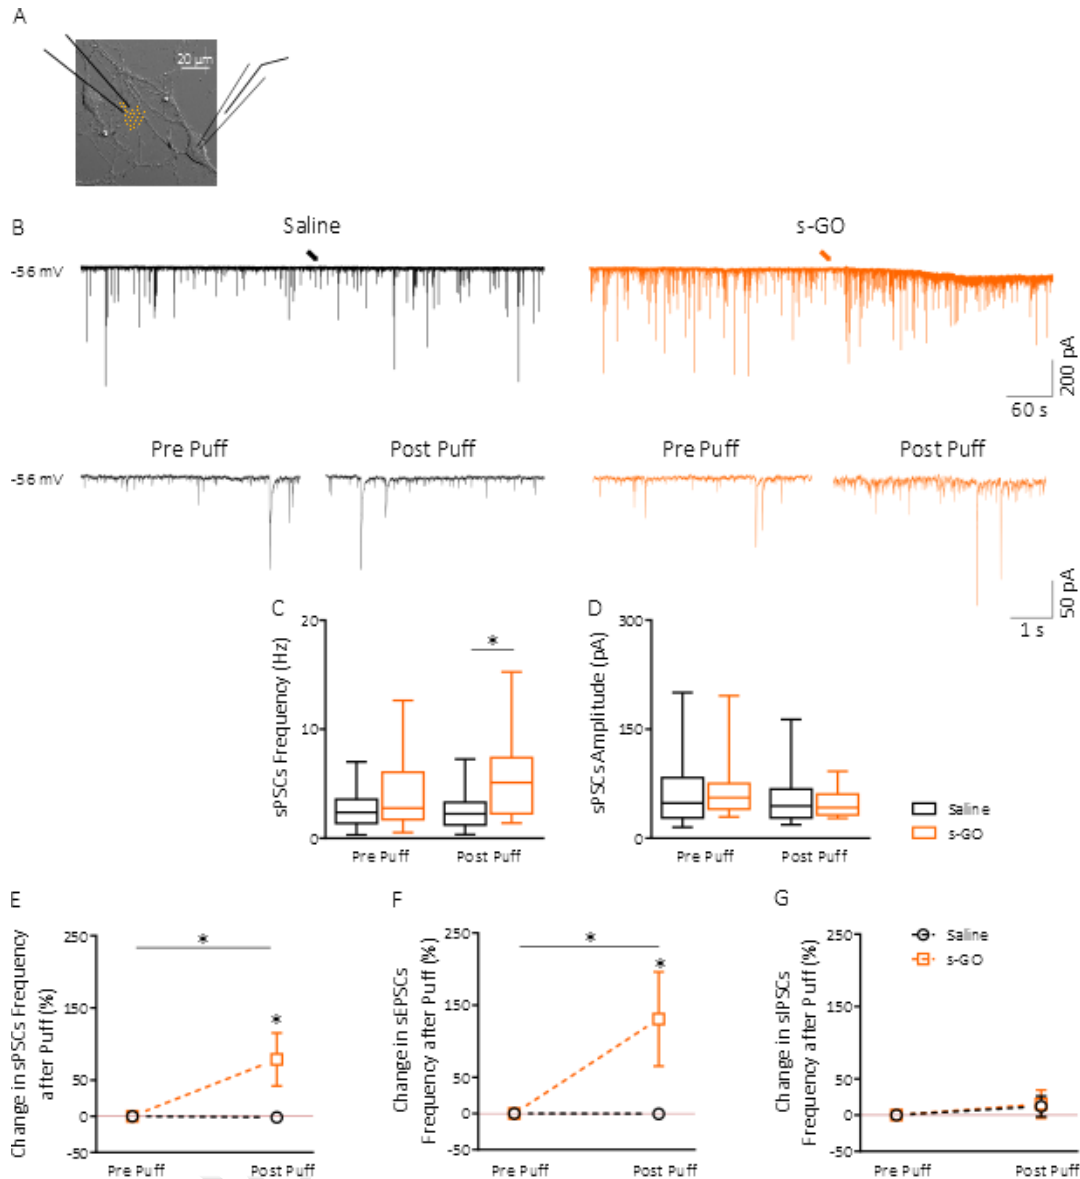 A
20 µm
B
Saline
s-GO
-56 mV
200 pA
60 s
Pre Puff
Post Puff
Pre Puff
Post Puff
-56 mV
50 pA
1 s
C
sPSCs Frequency (Hz)
20
10
0
*
Pre Puff
Post Puff
D
sPSCs Amplitude (pA)
300
150
0
Pre Puff
Post Puff
Saline
s-GO
E
Change in sPSCs Frequency
after Puff (%)
250
150
50
0
-50
*
*
Pre Puff
Post Puff
F
Change in sEPSCs
Frequency after Puff (%)
250
150
50
0
-50
*
*
Pre Puff
Post Puff
G
Change in sIPSCs
Frequency after Puff (%)
250
150
50
0
-50
Saline
s-GO
Pre Puff
Post Puff